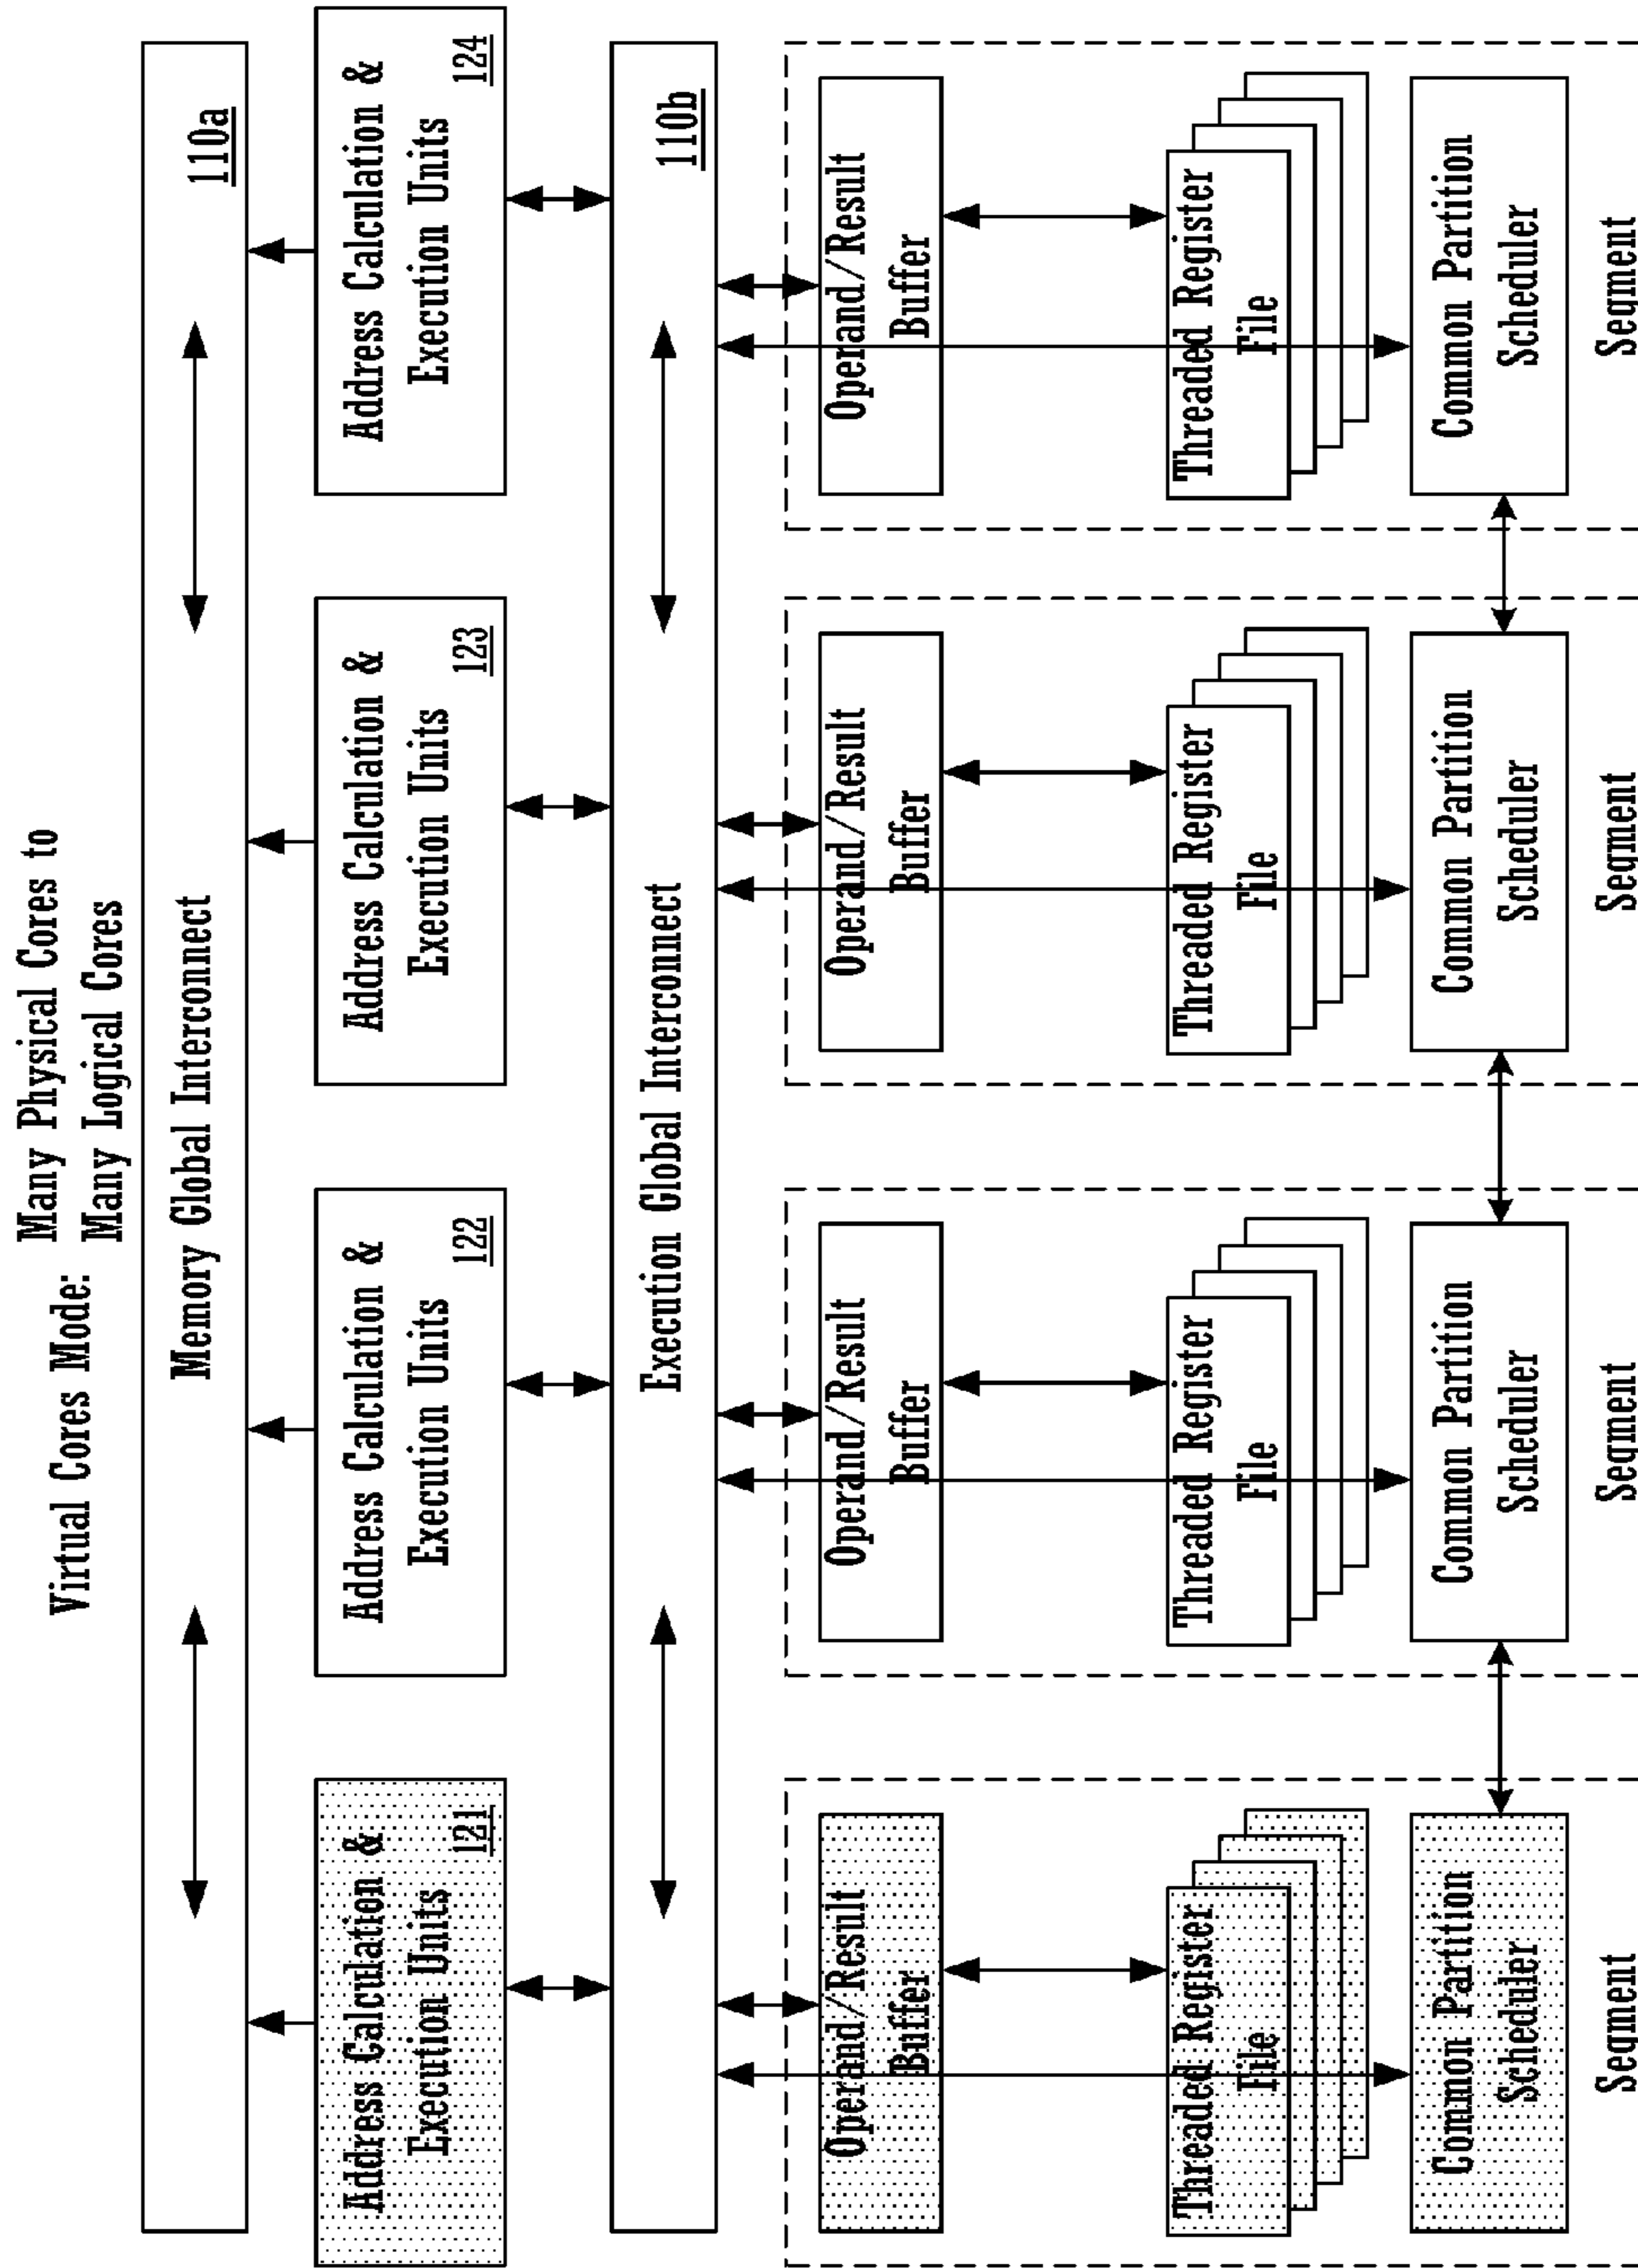 Virtual Cores Mode: Many Physical Cores to
Many Logical Cores
Memory Global Interconnect
110a
Address Calculation &
Execution Units
121
Address Calculation &
Execution Units
122
Address Calculation &
Execution Units
123
Address Calculation &
Execution Units
124
Execution Global Interconnect
110b
Operand/Result
Buffer
Operand/Result
Buffer
Operand/Result
Buffer
Operand/Result
Buffer
Threaded Register
File
Threaded Register
File
Threaded Register
File
Threaded Register
File
Common Partition
Scheduler
Common Partition
Scheduler
Common Partition
Scheduler
Common Partition
Scheduler
Segment
Segment
Segment
Segment